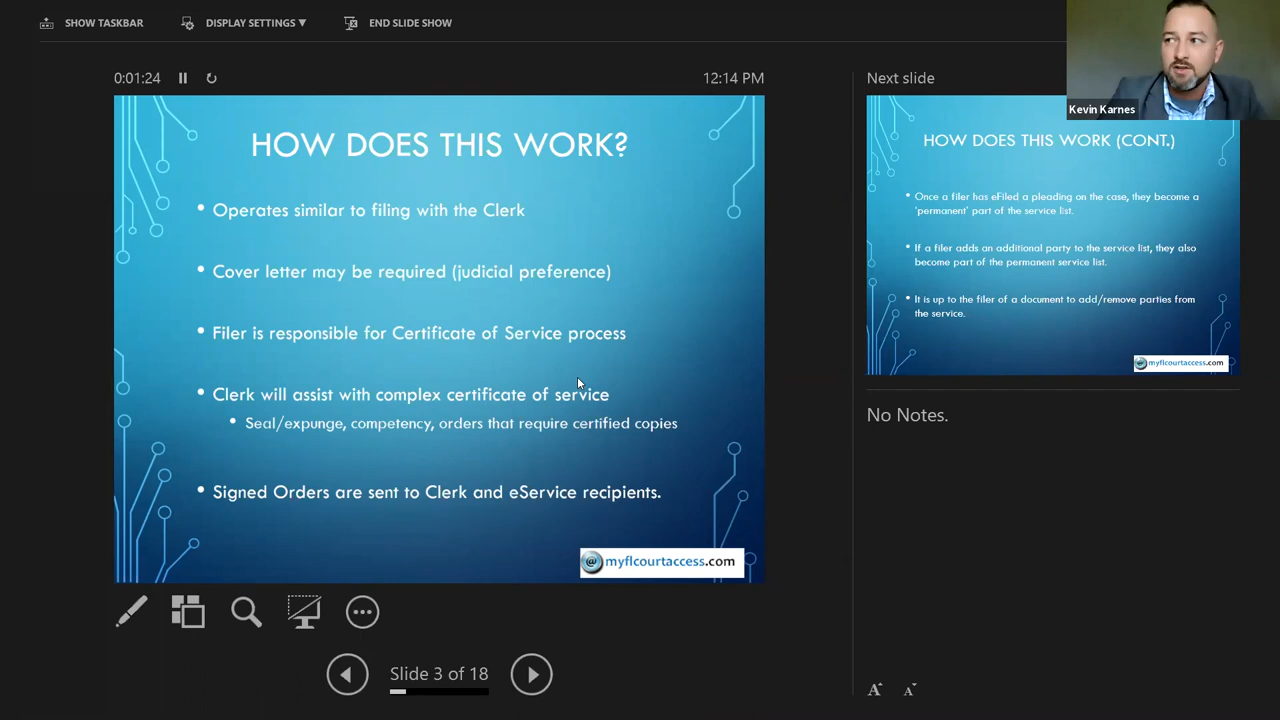 SHOW TASKBAR
DISPLAY SETTINGS ▼
END SLIDE SHOW
0:01:24
12:14 PM
HOW DOES THIS WORK?
• Operates similar to filing with the Clerk
• Cover letter may be required (judicial preference)
• Filer is responsible for Certificate of Service process
• Clerk will assist with complex certificate of service
• Seal/expunge, competency, orders that require certified copies
• Signed Orders are sent to Clerk and eService recipients.
@ myflcourtaccess.com
Slide 3 of 18
Next slide
Kevin Karnes
HOW DOES THIS WORK (CONT.)
• Once a filer has eFiled a pleading on the case, they become a
'permanent' part of the service list.
• If a filer adds an additional party to the service list, they also
become part of the permanent service list.
• It is up to the filer of a document to add/remove parties from
the service.
@ myflcourtaccess.com
No Notes.
A A